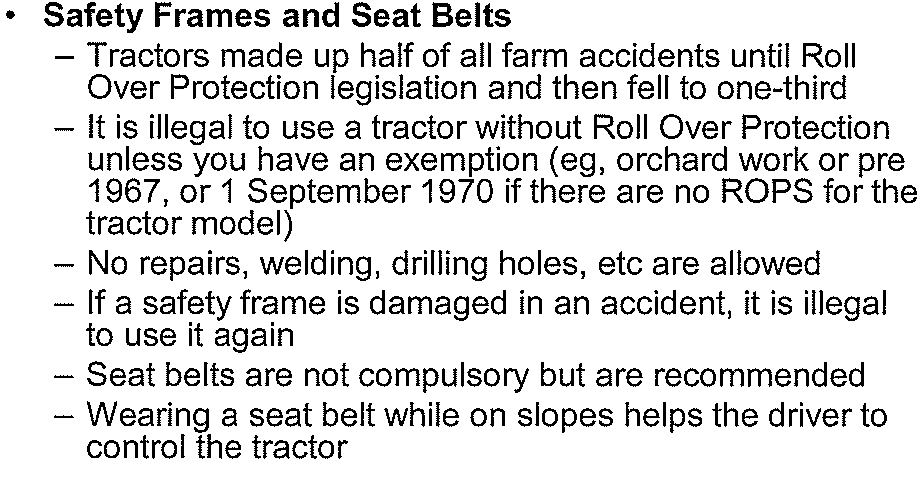 • Safety Frames and Seat Belts
– Tractors made up half of all farm accidents until Roll
Over Protection legislation and then fell to one-third
– It is illegal to use a tractor without Roll Over Protection
unless you have an exemption (eg, orchard work or pre
1967, or 1 September 1970 if there are no ROPS for the
tractor model)
– No repairs, welding, drilling holes, etc are allowed
– If a safety frame is damaged in an accident, it is illegal
to use it again
– Seat belts are not compulsory but are recommended
– Wearing a seat belt while on slopes helps the driver to
control the tractor